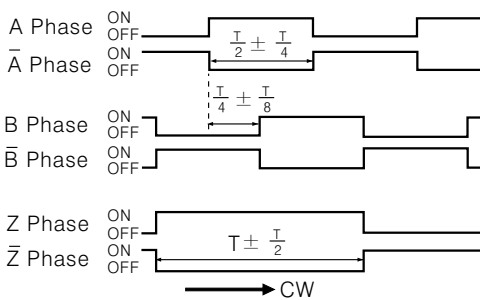 A Phase ON
OFF
A̅ Phase ON
OFF
T/2 ± T/4
T/4 ± T/8
B Phase ON
OFF
B̅ Phase ON
OFF
Z Phase ON
OFF
Z̅ Phase ON
OFF
T ± T/2
CW